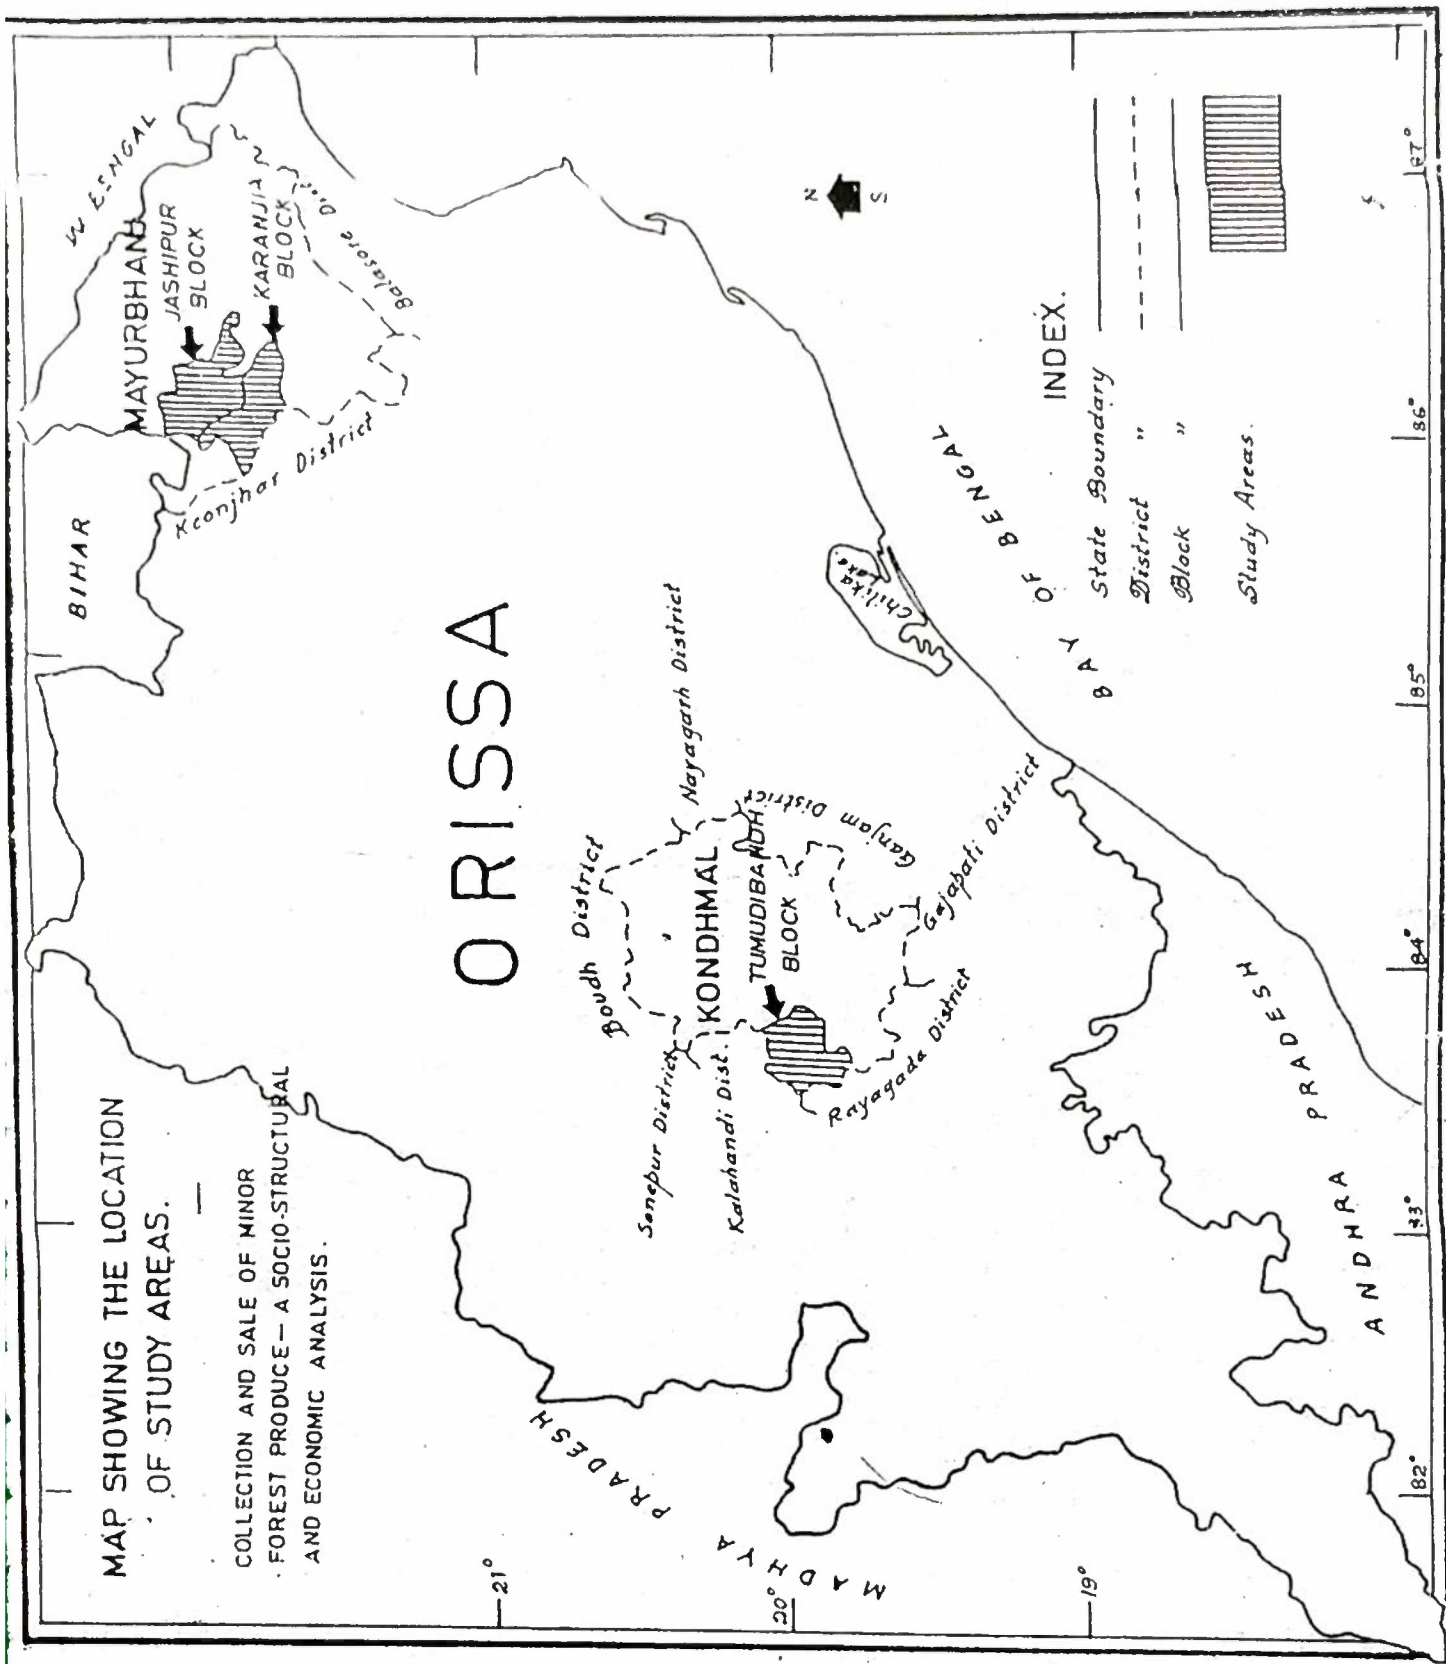 MAP SHOWING THE LOCATION
OF STUDY AREAS.
COLLECTION AND SALE OF MINOR
FOREST PRODUCE — A SOCIO-STRUCTURAL
AND ECONOMIC ANALYSIS.
W BENGAL
MAYURBHANJ
JASHIPUR
BLOCK
KARANJIA
BLOCK
Balasore Dist
Keonjhar District
BIHAR
ORISSA
Boudh District
Nayagarh District
Sonepur District
KONDHMAL
Kalahandi Dist.
TUMUDIBANDH
BLOCK
Ganjam District
Gajapati District
Rayagada District
Chilika
Lake
BAY OF BENGAL
MADHYA PRADESH
ANDHRA PRADESH
N
S
INDEX.
State Boundary
District "
Block "
Study Areas.
21°
20°
19°
82°
83°
84°
85°
86°
87°